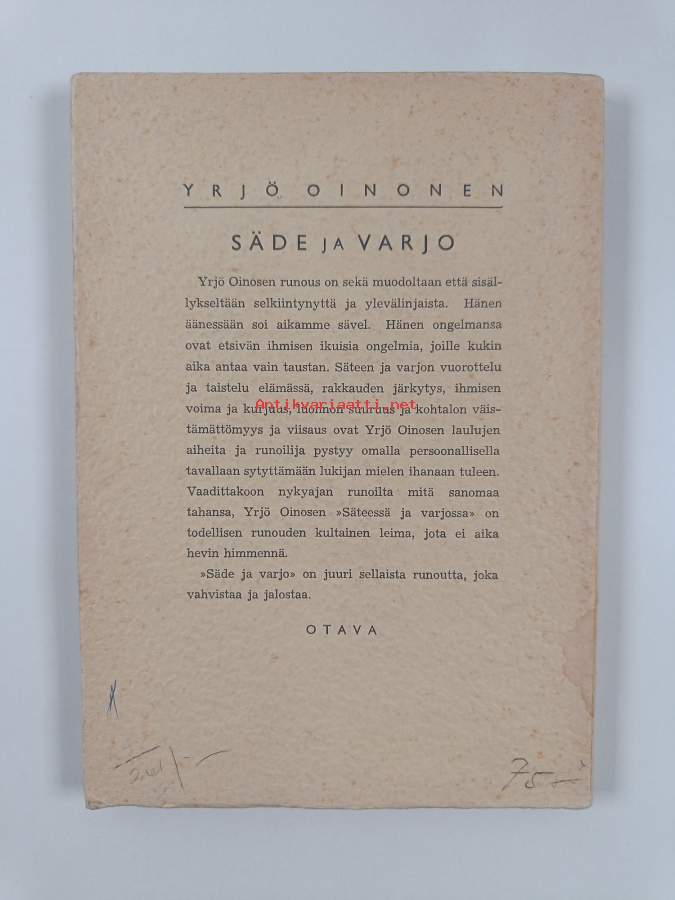 YRJÖ OINONEN
SÄDE JA VARJO
Yrjö Oinosen runous on sekä muodoltaan että sisäl-
lykseltään selkiintynyttä ja ylevälinjaista. Hänen
äänessään soi aikamme sävel. Hänen ongelmansa
ovat etsivän ihmisen ikuisia ongelmia, joille kukin
aika antaa vain taustan. Säteen ja varjon vuorottelu
ja taistelu elämässä, rakkauden järkytys, ihmisen
voima ja kurjuus, luonnon suuruus ja kohtalon väis-
Antikvariaatti.net
tämättömyys ja viisaus ovat Yrjö Oinosen laulujen
aiheita ja runoilija pystyy omalla persoonallisella
tavallaan sytyttämään lukijan mielen ihanaan tuleen.
Vaadittakoon nykyajan runoilta mitä sanomaa
tahansa, Yrjö Oinosen »Säteessä ja varjossa» on
todellisen runouden kultainen leima, jota ei aika
hevin himmennä.
»Säde ja varjo» on juuri sellaista runoutta, joka
vahvistaa ja jalostaa.
OTAVA
75